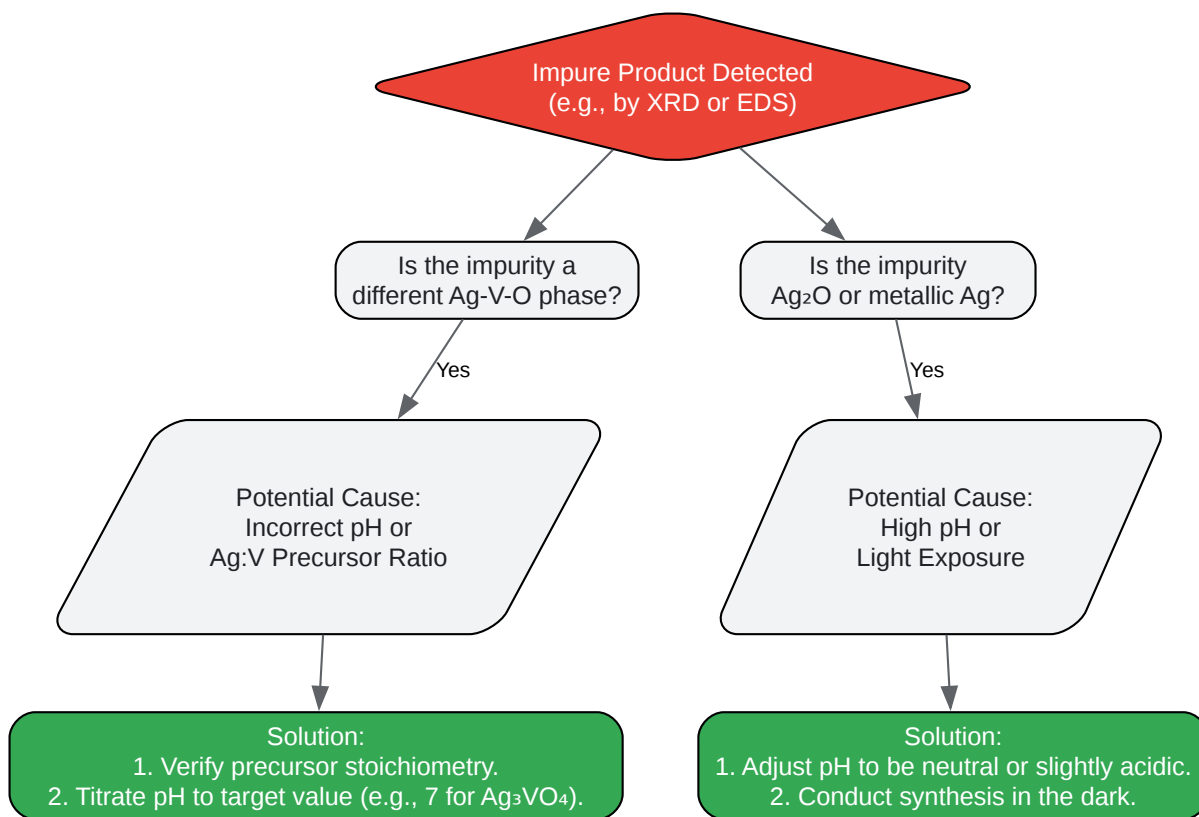 Impure Product Detected
(e.g., by XRD or EDS)
Is the impurity a
different Ag-V-O phase?
Is the impurity
Ag₂O or metallic Ag?
Yes
Yes
Potential Cause:
Incorrect pH or
Ag:V Precursor Ratio
Potential Cause:
High pH or
Light Exposure
Solution:
1. Verify precursor stoichiometry.
2. Titrate pH to target value (e.g., 7 for Ag₃VO₄).
Solution:
1. Adjust pH to be neutral or slightly acidic.
2. Conduct synthesis in the dark.